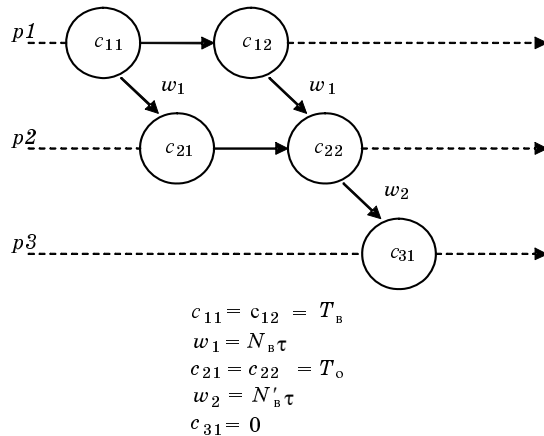 p1
c₁₁ c₁₂
w₁ w₁
p2
c₂₁ c₂₂
w₂
p3
c₃₁
c₁₁ = c₁₂ = Tв
w₁ = Nвτ
c₂₁ = c₂₂ = Tо
w₂ = N′вτ
c₃₁ = 0